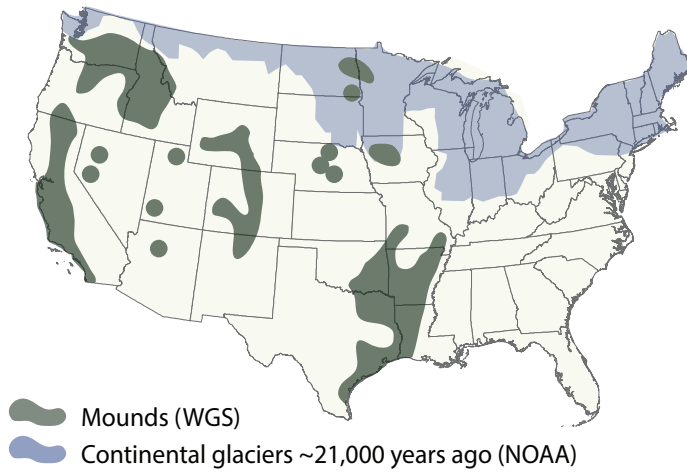 Mounds (WGS)
Continental glaciers ~21,000 years ago (NOAA)